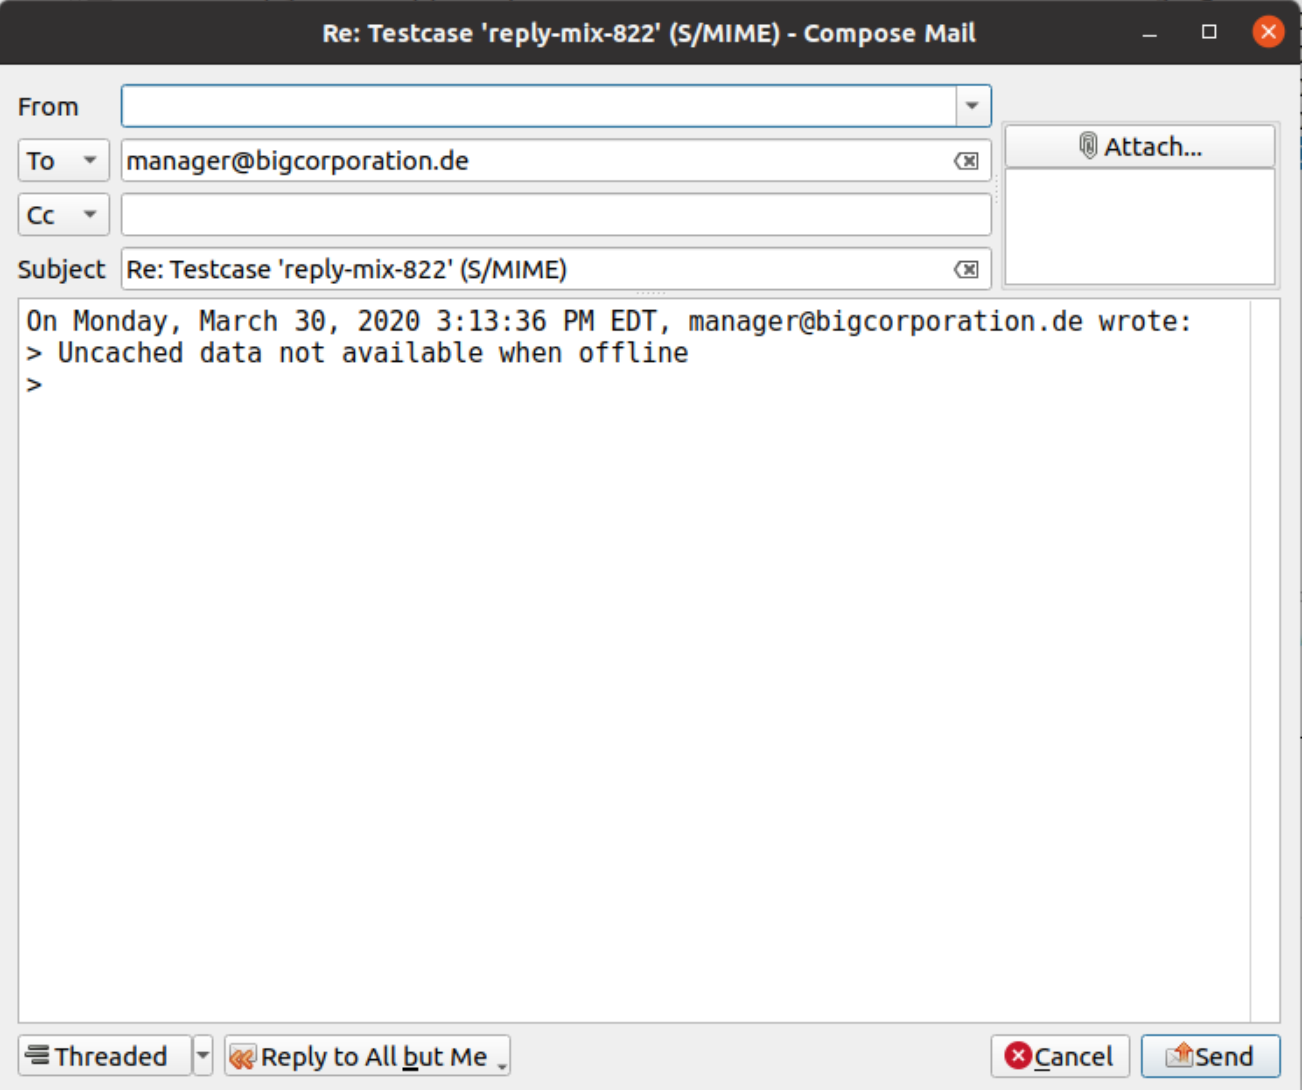 Re: Testcase 'reply-mix-822' (S/MIME) - Compose Mail
From
To manager@bigcorporation.de
Attach...
Cc
Subject Re: Testcase 'reply-mix-822' (S/MIME)
On Monday, March 30, 2020 3:13:36 PM EDT, manager@bigcorporation.de wrote:
> Uncached data not available when offline
>
Threaded Reply to All but Me Cancel Send